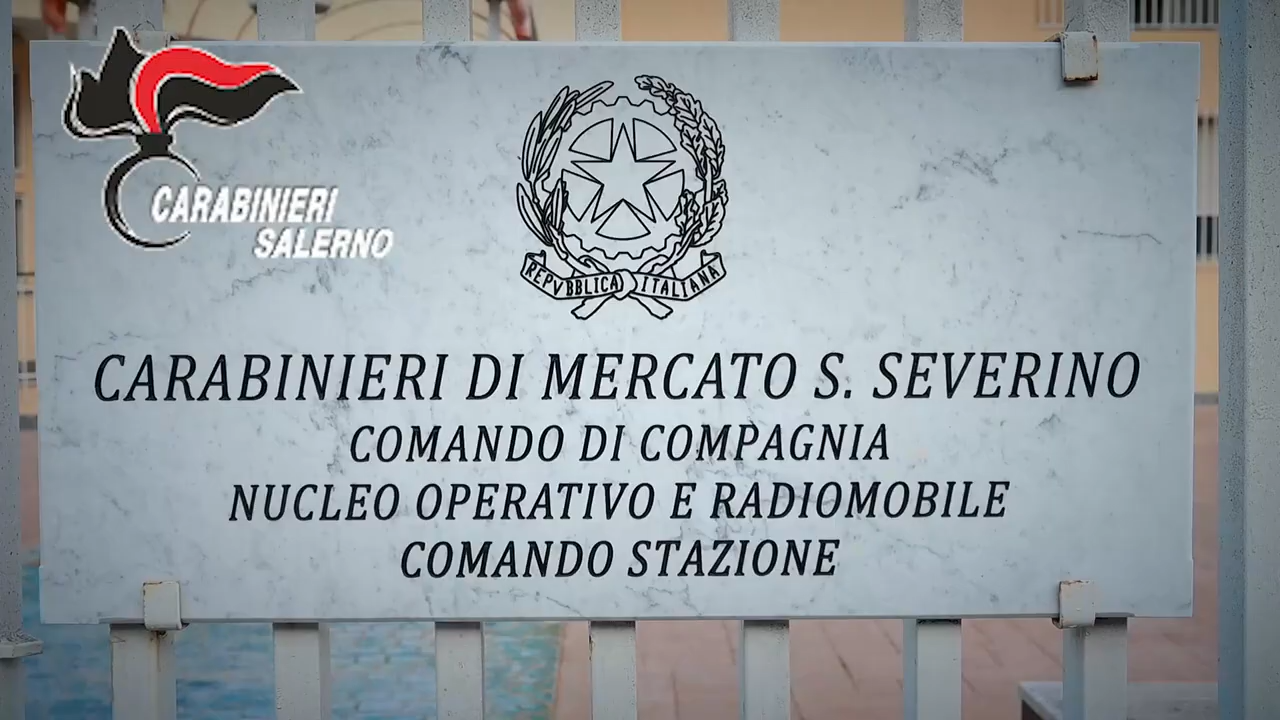 CARABINIERI
SALERNO
REPVBBLICA ITALIANA
CARABINIERI DI MERCATO S. SEVERINO
COMANDO DI COMPAGNIA
NUCLEO OPERATIVO E RADIOMOBILE
COMANDO STAZIONE